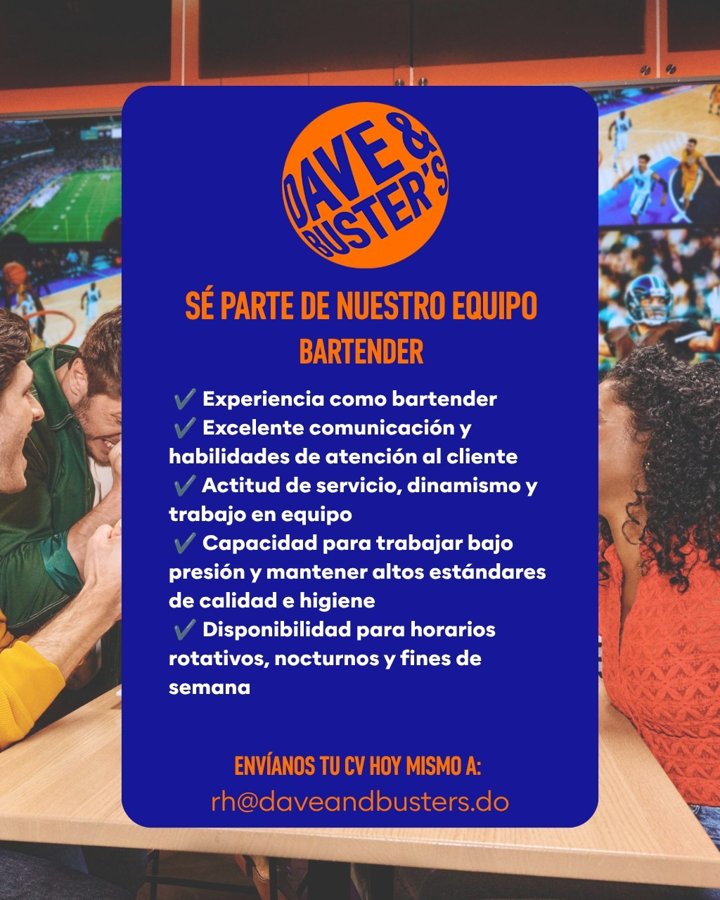 DAVE &
BUSTER'S
SÉ PARTE DE NUESTRO EQUIPO
BARTENDER
✔ Experiencia como bartender
✔ Excelente comunicación y
habilidades de atención al cliente
✔ Actitud de servicio, dinamismo y
trabajo en equipo
✔ Capacidad para trabajar bajo
presión y mantener altos estándares
de calidad e higiene
✔ Disponibilidad para horarios
rotativos, nocturnos y fines de
semana
ENVÍANOS TU CV HOY MISMO A:
rh@daveandbusters.do